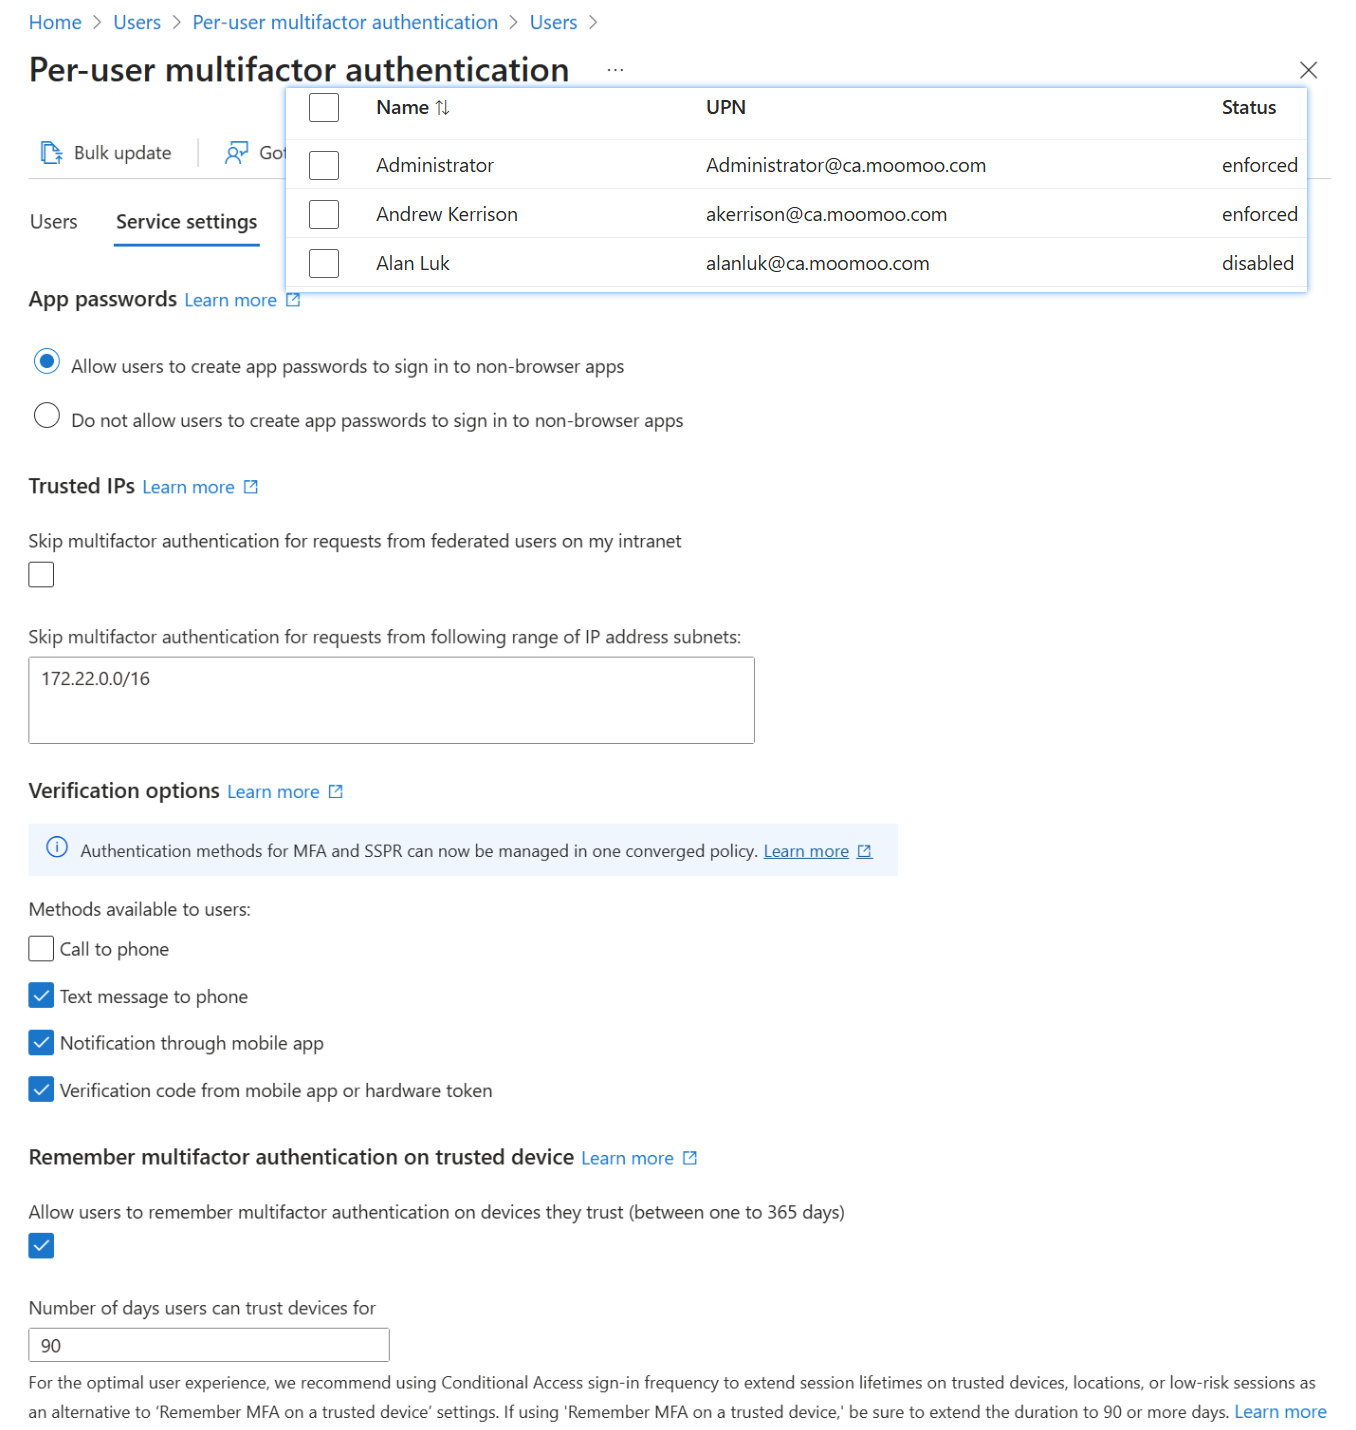 Home > Users > Per-user multifactor authentication > Users >
Per-user multifactor authentication ...
Name ↑↓ UPN Status
Bulk update Got
Administrator Administrator@ca.moomoo.com enforced
Users Service settings
Andrew Kerrison akerrison@ca.moomoo.com enforced
Alan Luk alanluk@ca.moomoo.com disabled
App passwords Learn more
Allow users to create app passwords to sign in to non-browser apps
Do not allow users to create app passwords to sign in to non-browser apps
Trusted IPs Learn more
Skip multifactor authentication for requests from federated users on my intranet
Skip multifactor authentication for requests from following range of IP address subnets:
172.22.0.0/16
Verification options Learn more
Authentication methods for MFA and SSPR can now be managed in one converged policy. Learn more
Methods available to users:
Call to phone
Text message to phone
Notification through mobile app
Verification code from mobile app or hardware token
Remember multifactor authentication on trusted device Learn more
Allow users to remember multifactor authentication on devices they trust (between one to 365 days)
Number of days users can trust devices for
90
For the optimal user experience, we recommend using Conditional Access sign-in frequency to extend session lifetimes on trusted devices, locations, or low-risk sessions as
an alternative to 'Remember MFA on a trusted device' settings. If using 'Remember MFA on a trusted device,' be sure to extend the duration to 90 or more days. Learn more